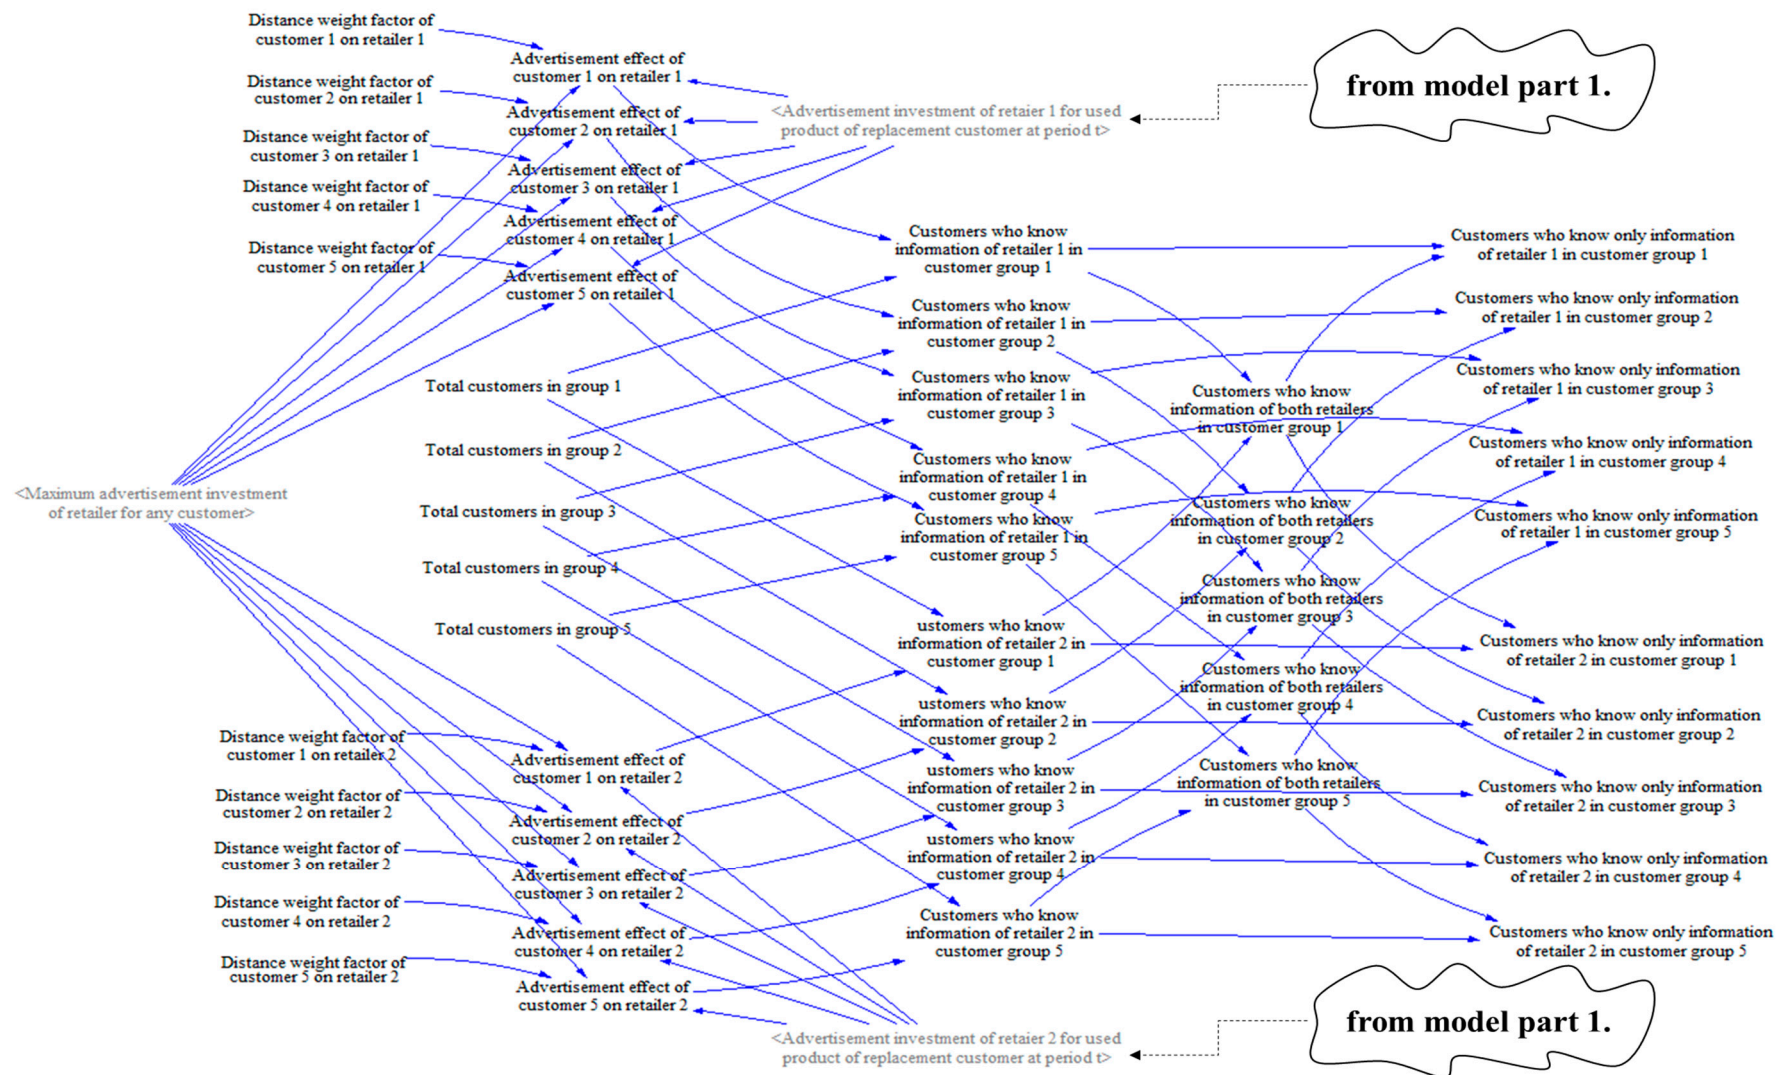 Distance weight factor of
customer 1 on retailer 1
Distance weight factor of
customer 2 on retailer 1
Distance weight factor of
customer 3 on retailer 1
Distance weight factor of
customer 4 on retailer 1
Distance weight factor of
customer 5 on retailer 1
Advertisement effect of
customer 1 on retailer 1
Advertisement effect of
customer 2 on retailer 1
Advertisement effect of
customer 3 on retailer 1
Advertisement effect of
customer 4 on retailer 1
Advertisement effect of
customer 5 on retailer 1
<Advertisement investment of retaier 1 for used
product of replacement customer at period t>
from model part 1.
<Maximum advertisement investment
of retailer for any customer>
Total customers in group 1
Total customers in group 2
Total customers in group 3
Total customers in group 4
Total customers in group 5
Customers who know
information of retailer 1 in
customer group 1
Customers who know
information of retailer 1 in
customer group 2
Customers who know
information of retailer 1 in
customer group 3
Customers who know
information of retailer 1 in
customer group 4
Customers who know
information of retailer 1 in
customer group 5
ustomers who know
information of retailer 2 in
customer group 1
ustomers who know
information of retailer 2 in
customer group 2
ustomers who know
information of retailer 2 in
customer group 3
ustomers who know
information of retailer 2 in
customer group 4
Customers who know
information of retailer 2 in
customer group 5
Customers who know
information of both retailers
in customer group 1
Customers who know
information of both retailers
in customer group 2
Customers who know
information of both retailers
in customer group 3
Customers who know
information of both retailers
in customer group 4
Customers who know
information of both retailers
in customer group 5
Customers who know only information
of retailer 1 in customer group 1
Customers who know only information
of retailer 1 in customer group 2
Customers who know only information
of retailer 1 in customer group 3
Customers who know only information
of retailer 1 in customer group 4
Customers who know only information
of retailer 1 in customer group 5
Customers who know only information
of retailer 2 in customer group 1
Customers who know only information
of retailer 2 in customer group 2
Customers who know only information
of retailer 2 in customer group 3
Customers who know only information
of retailer 2 in customer group 4
Customers who know only information
of retailer 2 in customer group 5
Distance weight factor of
customer 1 on retailer 2
Distance weight factor of
customer 2 on retailer 2
Distance weight factor of
customer 3 on retailer 2
Distance weight factor of
customer 4 on retailer 2
Distance weight factor of
customer 5 on retailer 2
Advertisement effect of
customer 1 on retailer 2
Advertisement effect of
customer 2 on retailer 2
Advertisement effect of
customer 3 on retailer 2
Advertisement effect of
customer 4 on retailer 2
Advertisement effect of
customer 5 on retailer 2
<Advertisement investment of retaier 2 for used
product of replacement customer at period t>
from model part 1.